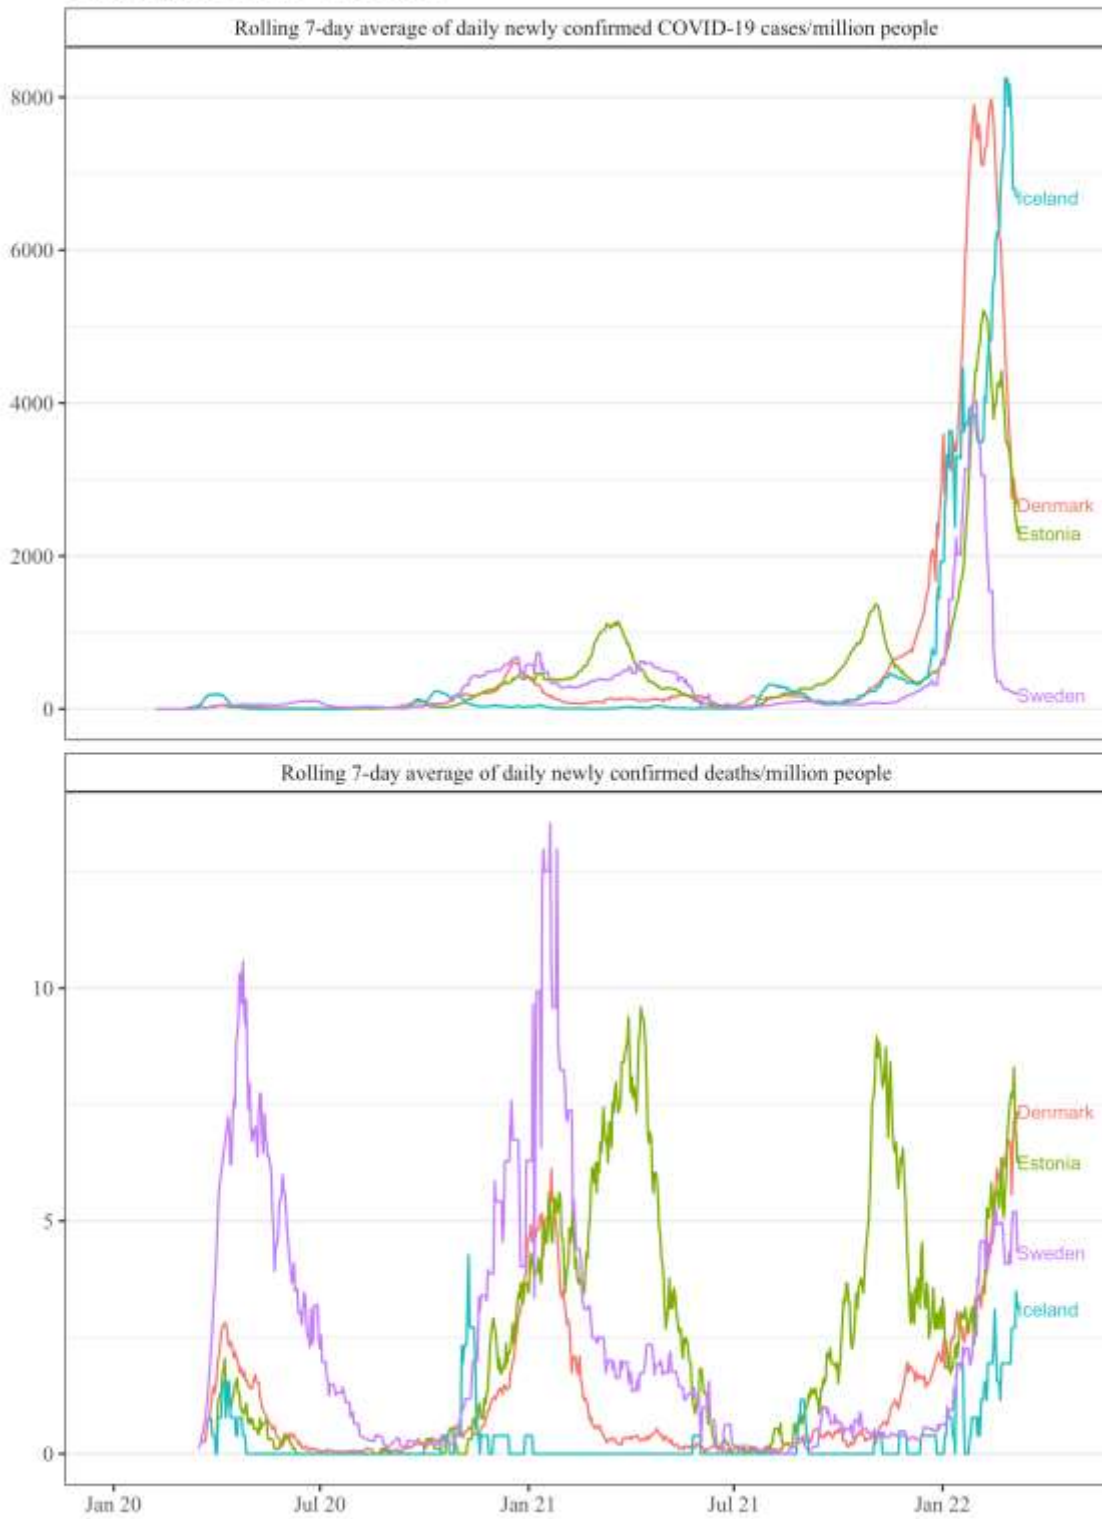 Rolling 7-day average of daily newly confirmed COVID-19 cases/million people
8000
6000
4000
2000
0
Iceland
Denmark
Estonia
Sweden
Rolling 7-day average of daily newly confirmed deaths/million people
10
5
0
Denmark
Estonia
Sweden
Iceland
Jan 20 Jul 20 Jan 21 Jul 21 Jan 22